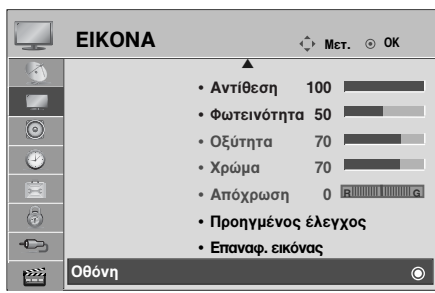 ΕΙΚΟΝΑ
Μετ. OK
• Αντίθεση 100
• Φωτεινότητα 50
• Οξύτητα 70
• Χρώμα 70
• Απόχρωση 0 R G
• Προηγμένος έλεγχος
• Επαναφ. εικόνας
Οθόνη